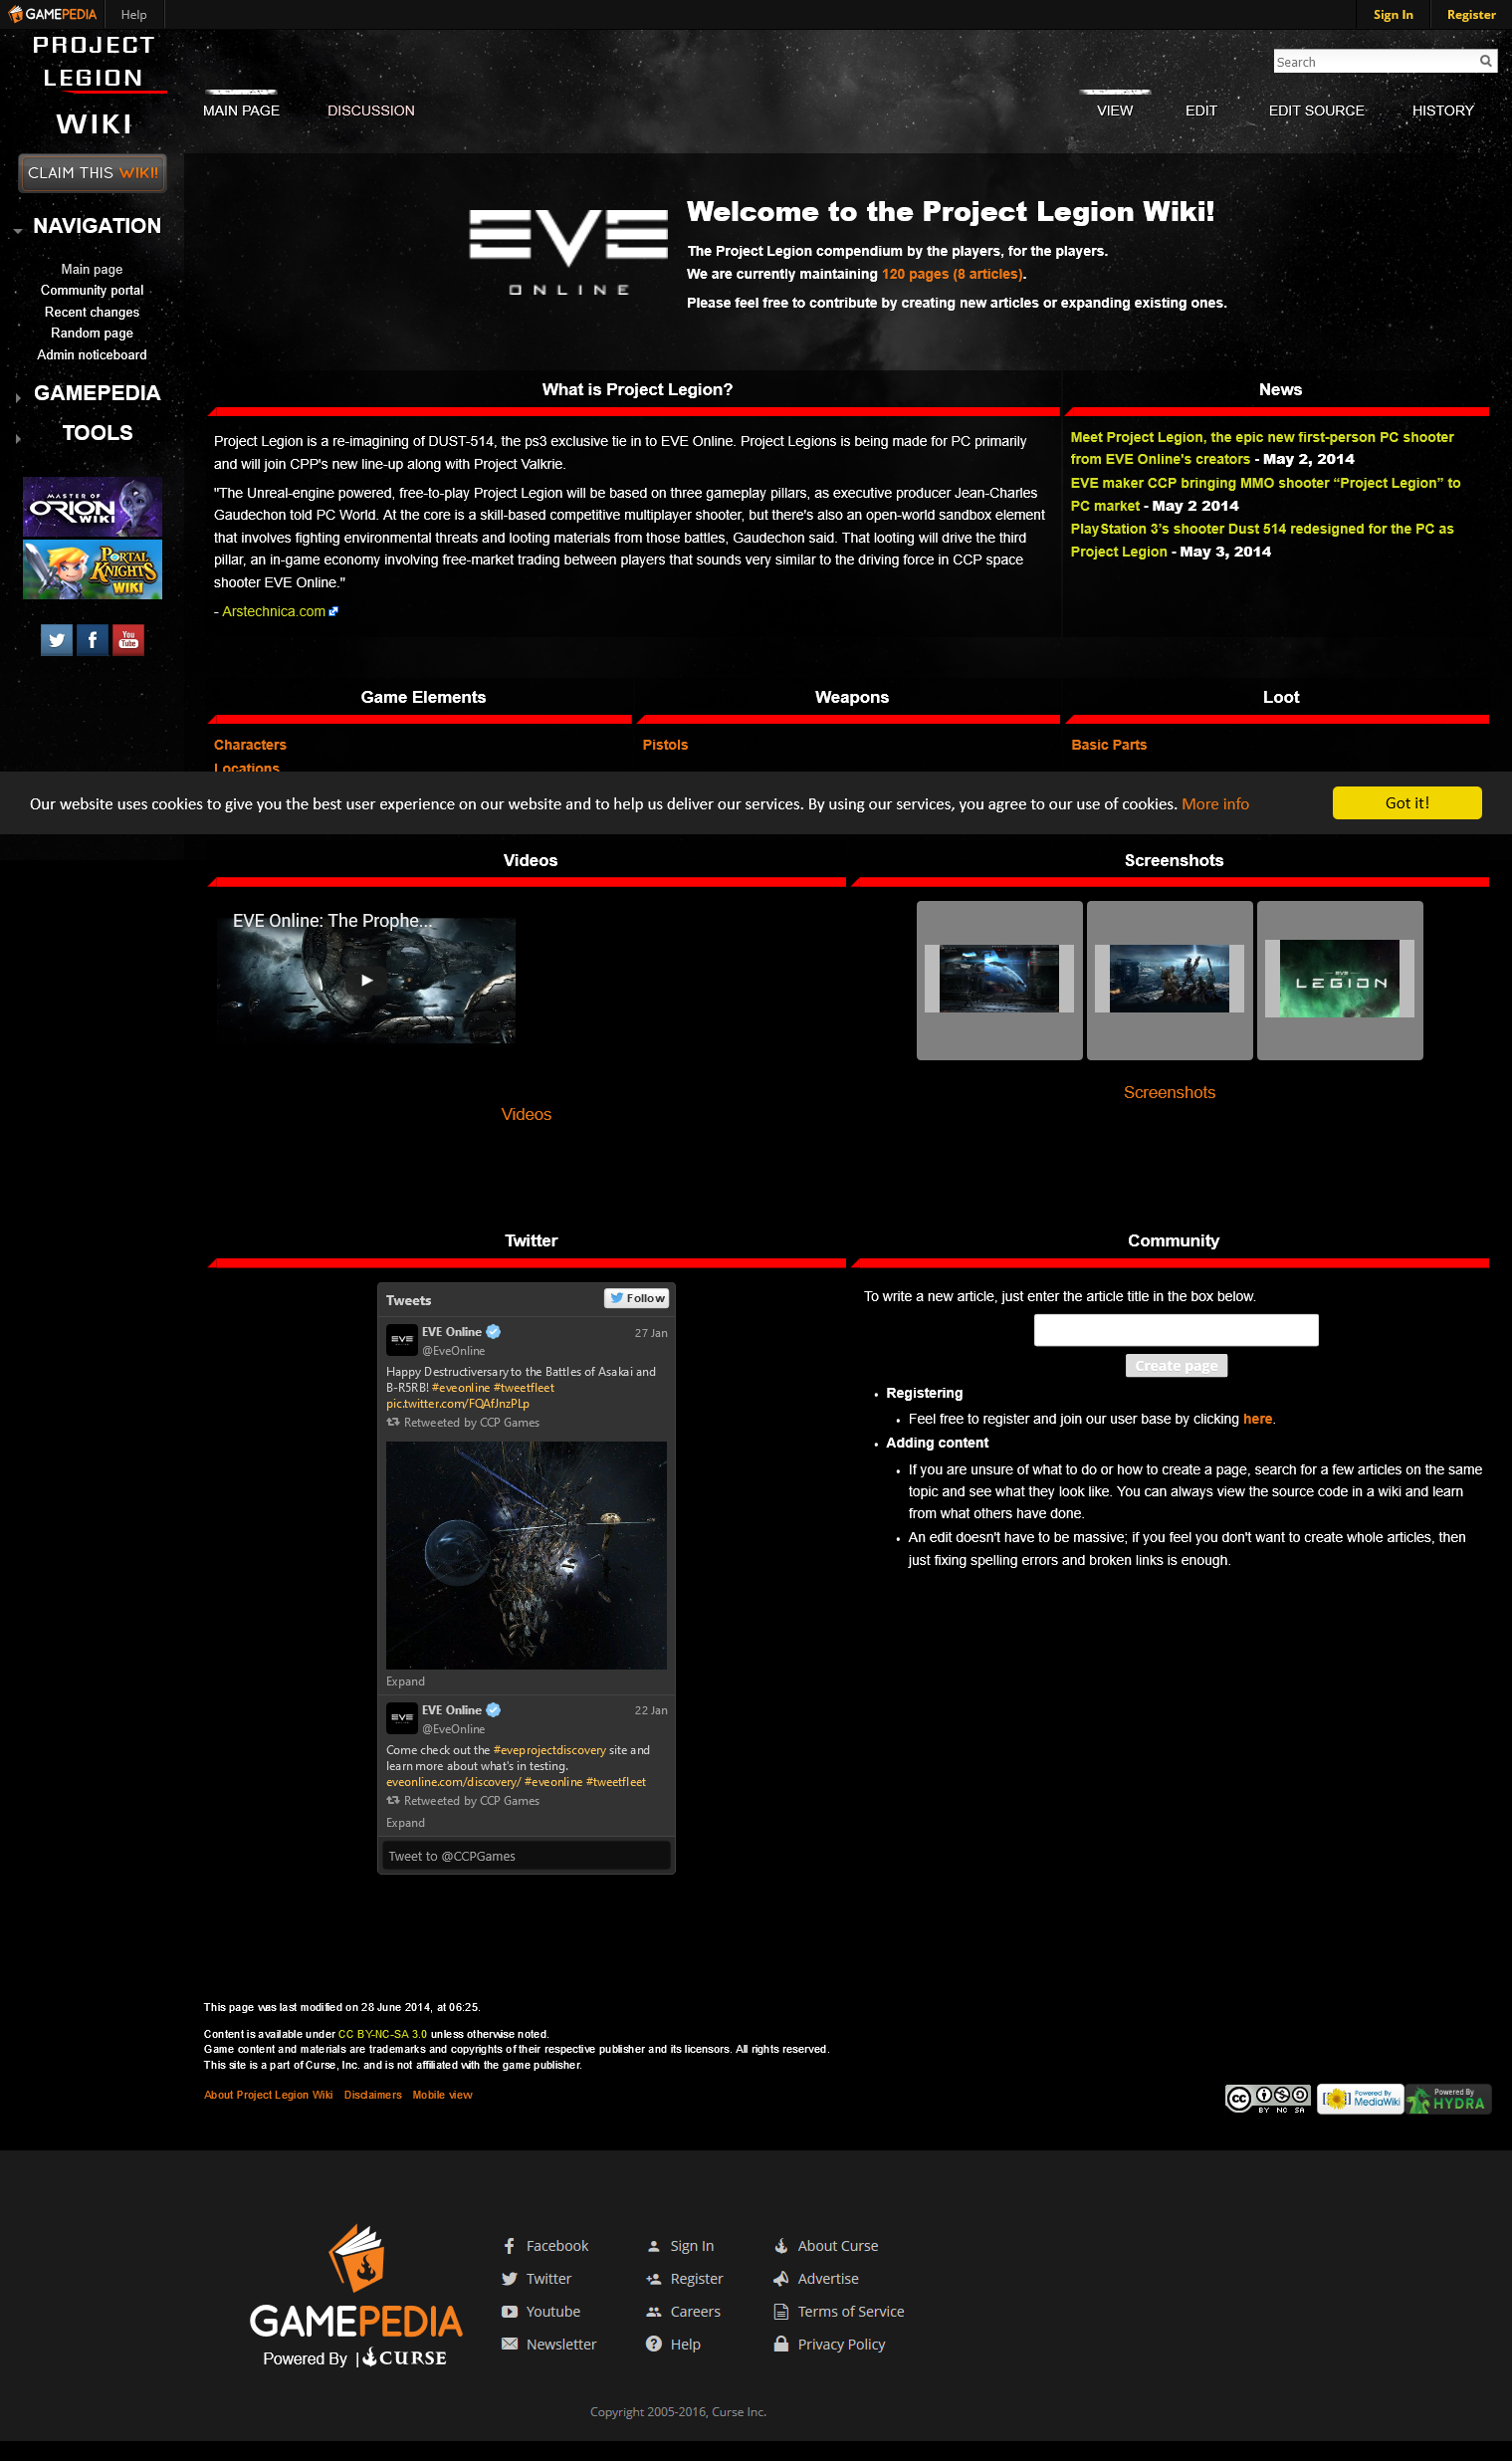 GAMEPEDIA
Help
Sign In
Register
PROJECT
LEGION
WIKI
Search
MAIN PAGE
DISCUSSION
VIEW
EDIT
EDIT SOURCE
HISTORY
CLAIM THIS WIKI!
NAVIGATION
Main page
Community portal
Recent changes
Random page
Admin noticeboard
GAMEPEDIA
TOOLS
MASTER OF
ORION
WIKI
PORTAL
KNIGHTS
WIKI
You
Tube
EVE
ONLINE
Welcome to the Project Legion Wiki!
The Project Legion compendium by the players, for the players.
We are currently maintaining 120 pages (8 articles).
Please feel free to contribute by creating new articles or expanding existing ones.
What is Project Legion?
Project Legion is a re-imagining of DUST-514, the ps3 exclusive tie in to EVE Online. Project Legions is being made for PC primarily
and will join CPP's new line-up along with Project Valkrie.
"The Unreal-engine powered, free-to-play Project Legion will be based on three gameplay pillars, as executive producer Jean-Charles
Gaudechon told PC World. At the core is a skill-based competitive multiplayer shooter, but there's also an open-world sandbox element
that involves fighting environmental threats and looting materials from those battles, Gaudechon said. That looting will drive the third
pillar, an in-game economy involving free-market trading between players that sounds very similar to the driving force in CCP space
shooter EVE Online."
- Arstechnica.com
News
Meet Project Legion, the epic new first-person PC shooter
from EVE Online's creators - May 2, 2014
EVE maker CCP bringing MMO shooter “Project Legion” to
PC market - May 2 2014
PlayStation 3’s shooter Dust 514 redesigned for the PC as
Project Legion - May 3, 2014
Game Elements
Characters
Locations
Weapons
Pistols
Loot
Basic Parts
Our website uses cookies to give you the best user experience on our website and to help us deliver our services. By using our services, you agree to our use of cookies. More info
Got it!
Videos
EVE Online: The Prophe...
Videos
Screenshots
EVE
LEGION
Screenshots
Twitter
Tweets
Follow
EVE
EVE Online
27 Jan
@EveOnline
Happy Destructiversary to the Battles of Asakai and
B-R5RB! #eveonline #tweetfleet
pic.twitter.com/FQAfJnzPLp
Retweeted by CCP Games
Expand
EVE
EVE Online
22 Jan
@EveOnline
Come check out the #eveprojectdiscovery site and
learn more about what's in testing.
eveonline.com/discovery/ #eveonline #tweetfleet
Retweeted by CCP Games
Expand
Tweet to @CCPGames
Community
To write a new article, just enter the article title in the box below.
Create page
Registering
Feel free to register and join our user base by clicking here.
Adding content
If you are unsure of what to do or how to create a page, search for a few articles on the same
topic and see what they look like. You can always view the source code in a wiki and learn
from what others have done.
An edit doesn't have to be massive; if you feel you don't want to create whole articles, then
just fixing spelling errors and broken links is enough.
This page was last modified on 28 June 2014, at 06:25.
Content is available under CC BY-NC-SA 3.0 unless otherwise noted.
Game content and materials are trademarks and copyrights of their respective publisher and its licensors. All rights reserved.
This site is a part of Curse, Inc. and is not affiliated with the game publisher.
About Project Legion Wiki
Disclaimers
Mobile view
cc
BY NC SA
Powered By
MediaWiki
Powered By
HYDRA
GAMEPEDIA
Powered By | CURSE
Facebook
Twitter
Youtube
Newsletter
Sign In
Register
Careers
Help
About Curse
Advertise
Terms of Service
Privacy Policy
Copyright 2005-2016, Curse Inc.